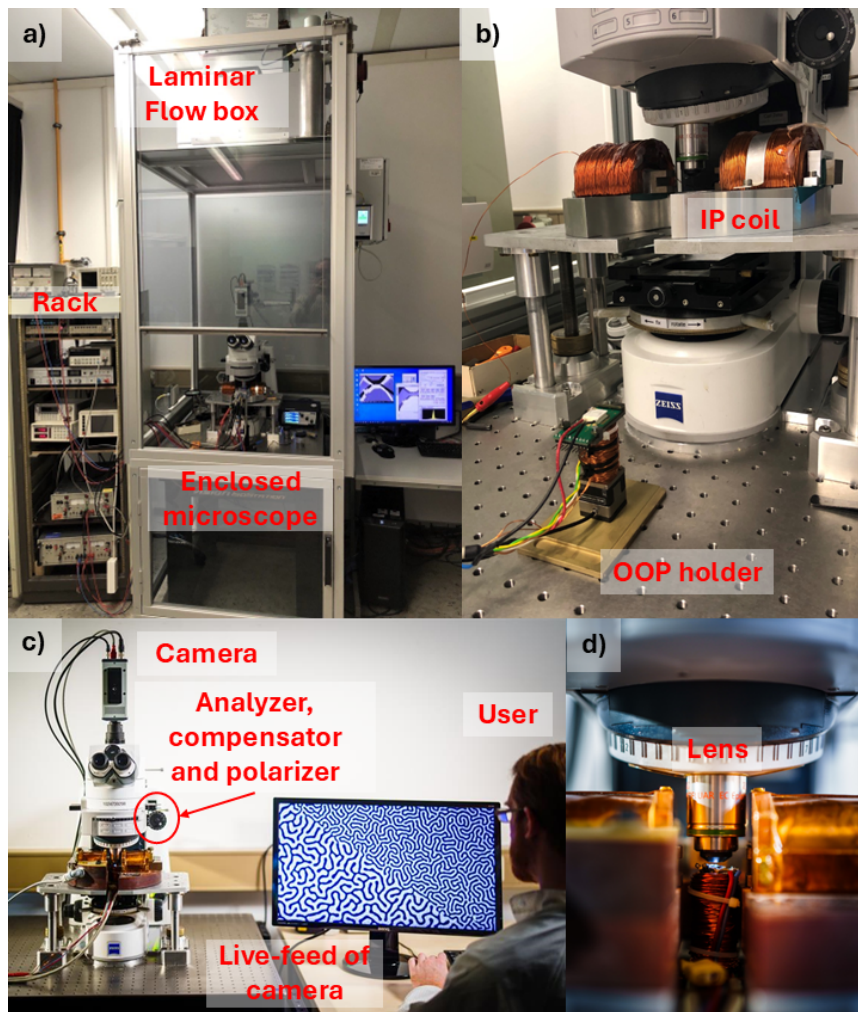 a)
Laminar
Flow box
Rack
Enclosed
microscope
b)
IP coil
ZEISS
OOP holder
c)
Camera
Analyzer,
compensator
and polarizer
User
ZEISS
Live-feed of
camera
d)
Lens